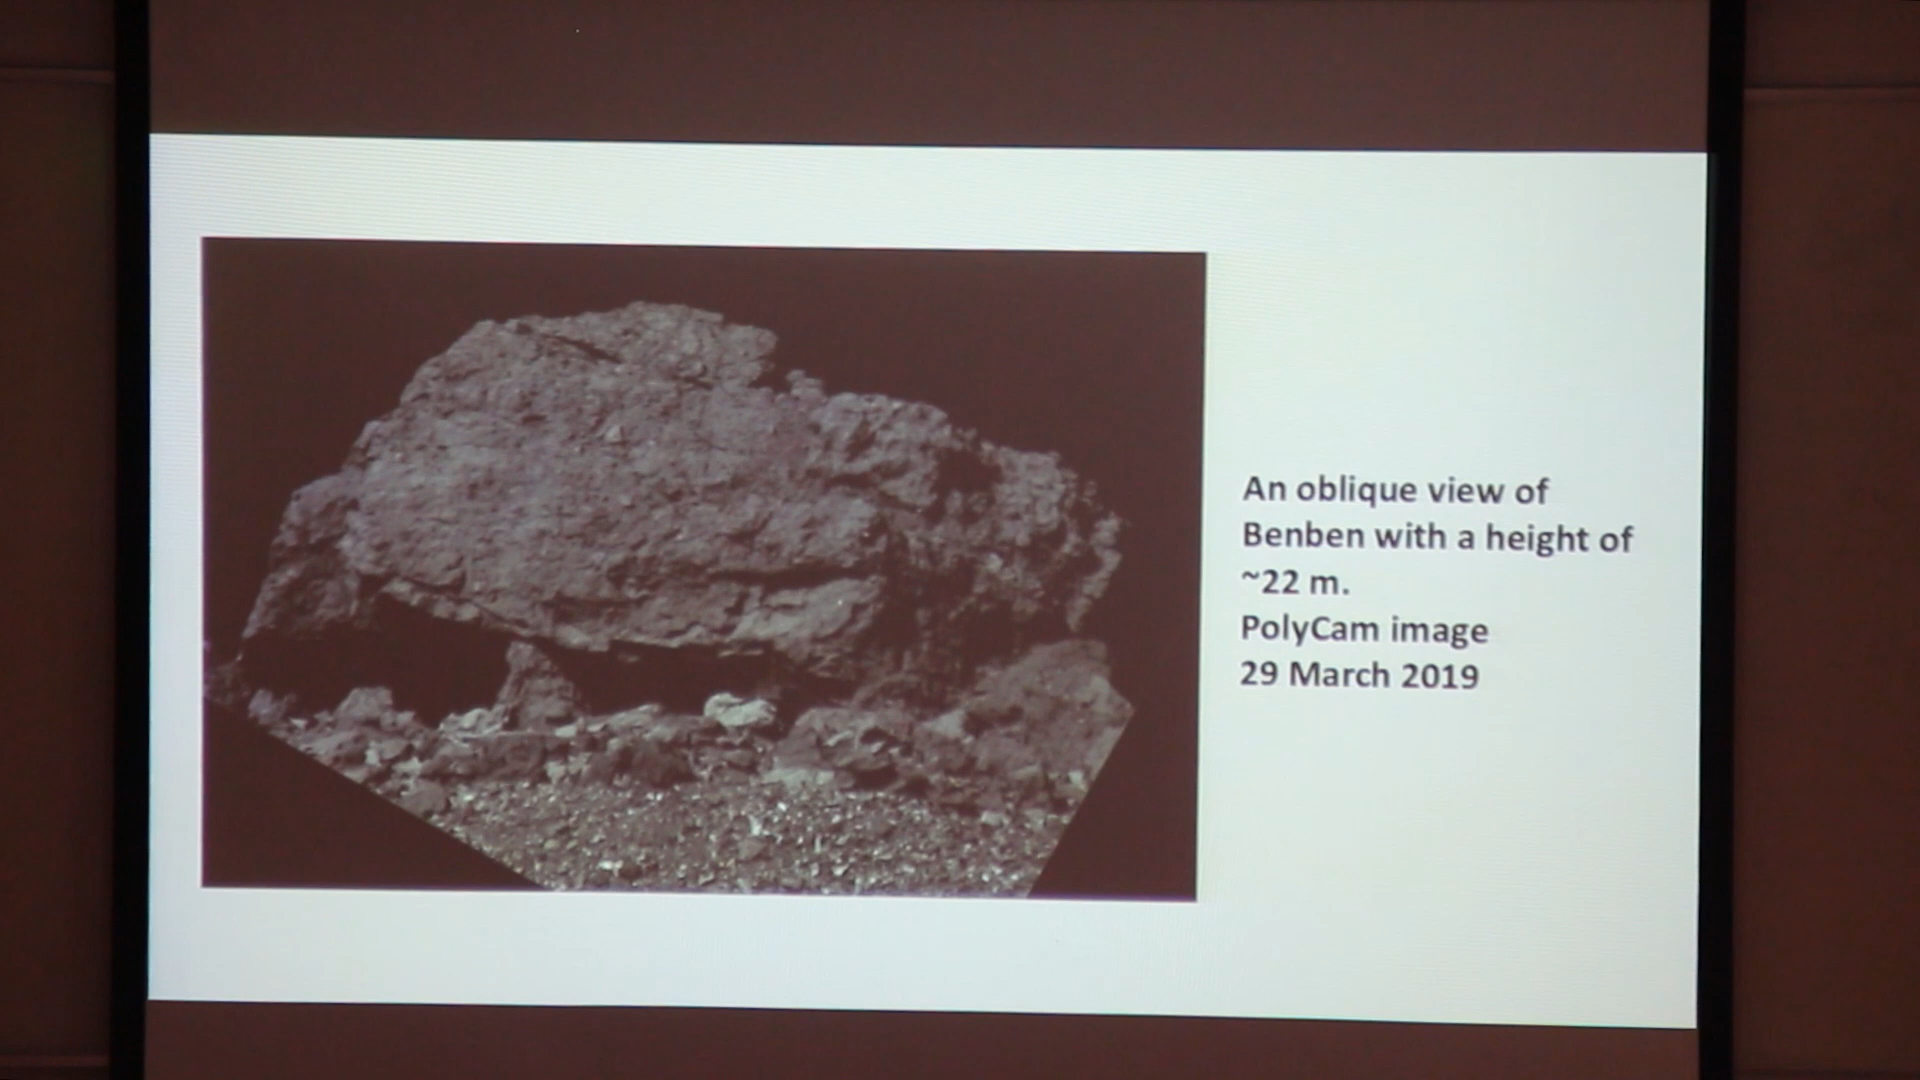 An oblique view of
Benben with a height of
~22 m.
PolyCam image
29 March 2019